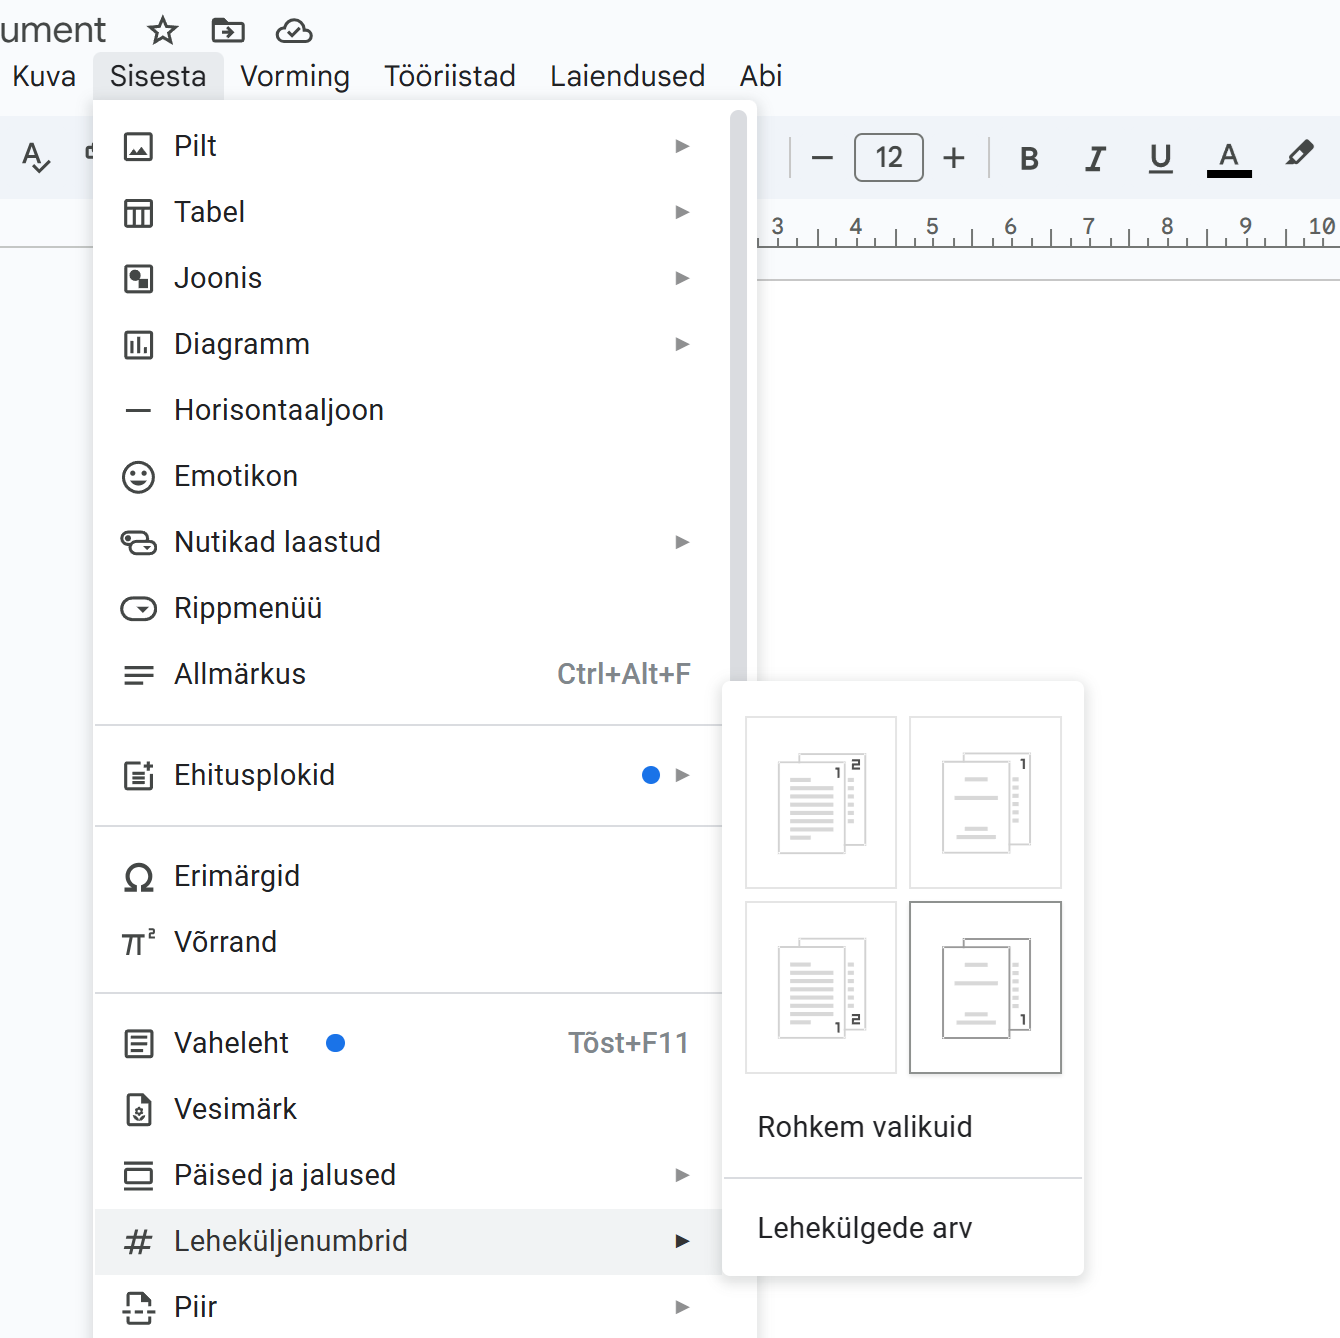 ument
Kuva Sisesta Vorming Tööriistad Laiendused Abi
12 B I U A
3 4 5 6 7 8 9 10
Pilt
Tabel
Joonis
Diagramm
Horisontaaljoon
Emotikon
Nutikad laastud
Rippmenüü
Allmärkus Ctrl+Alt+F
Ehitusplokid
Erimärgid
Võrrand
Vaheleht Tõst+F11
Vesimärk
Päised ja jalused
Leheküljenumbrid
Piir
1 2
1
1 2
1
Rohkem valikuid
Lehekülgede arv